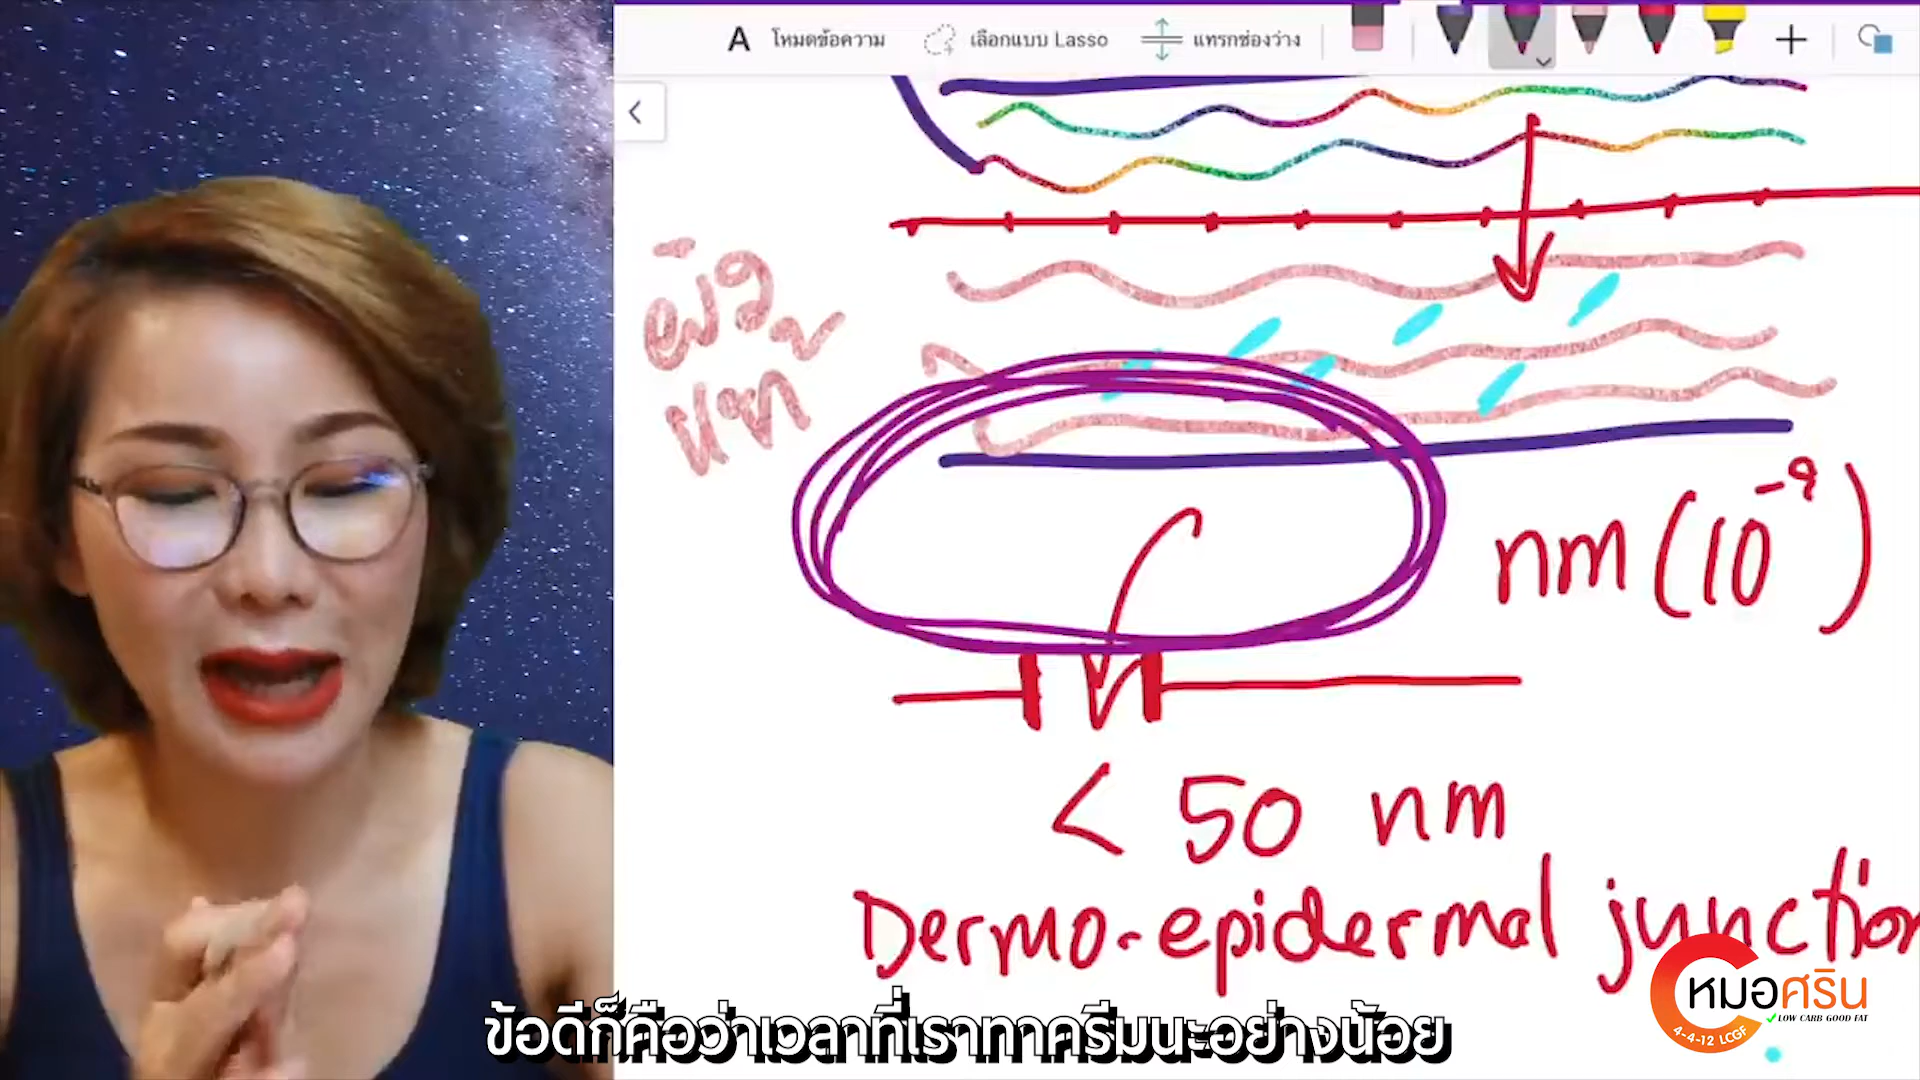 A โหมดข้อความ เลือกแบบ Lasso แทรกช่องว่าง
ผิว
แท้
nm (10⁻⁹)
< 50 nm
Dermo-epidermal junction
หมอศริน
LOW CARB GOOD FAT
4-4-12 LCGF
ข้อดีก็คือว่าเวลาที่เราทาครีมนะอย่างน้อย